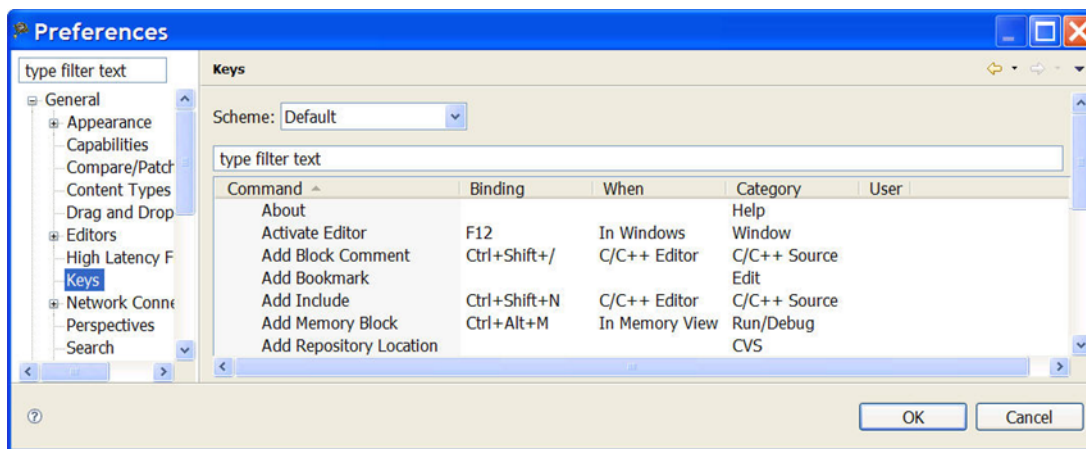 Preferences
type filter text
General
Appearance
Capabilities
Compare/Patch
Content Types
Drag and Drop
Editors
High Latency F
Keys
Network Conne
Perspectives
Search
Keys
Scheme: Default
type filter text
Command Binding When Category User
About Help
Activate Editor F12 In Windows Window
Add Block Comment Ctrl+Shift+/ C/C++ Editor C/C++ Source
Add Bookmark Edit
Add Include Ctrl+Shift+N C/C++ Editor C/C++ Source
Add Memory Block Ctrl+Alt+M In Memory View Run/Debug
Add Repository Location CVS
OK Cancel